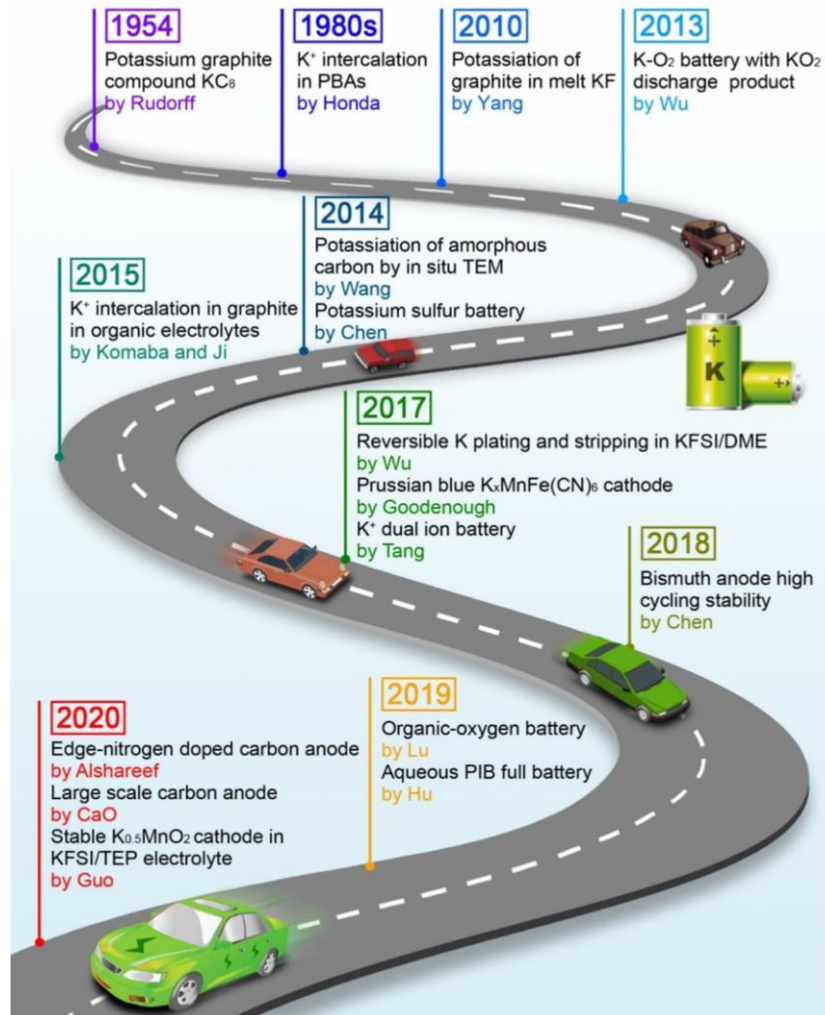 1954
Potassium graphite
compound KC₈
by Rudorff
1980s
K⁺ intercalation
in PBAs
by Honda
2010
Potassiation of
graphite in melt KF
by Yang
2013
K-O₂ battery with KO₂
discharge product
by Wu
2014
Potassiation of amorphous
carbon by in situ TEM
by Wang
Potassium sulfur battery
by Chen
2015
K⁺ intercalation in graphite
in organic electrolytes
by Komaba and Ji
+
K
+
2017
Reversible K plating and stripping in KFSI/DME
by Wu
Prussian blue KₓMnFe(CN)₆ cathode
by Goodenough
K⁺ dual ion battery
by Tang
2018
Bismuth anode high
cycling stability
by Chen
2019
Organic-oxygen battery
by Lu
Aqueous PIB full battery
by Hu
2020
Edge-nitrogen doped carbon anode
by Alshareef
Large scale carbon anode
by CaO
Stable K₀.₅MnO₂ cathode in
KFSI/TEP electrolyte
by Guo